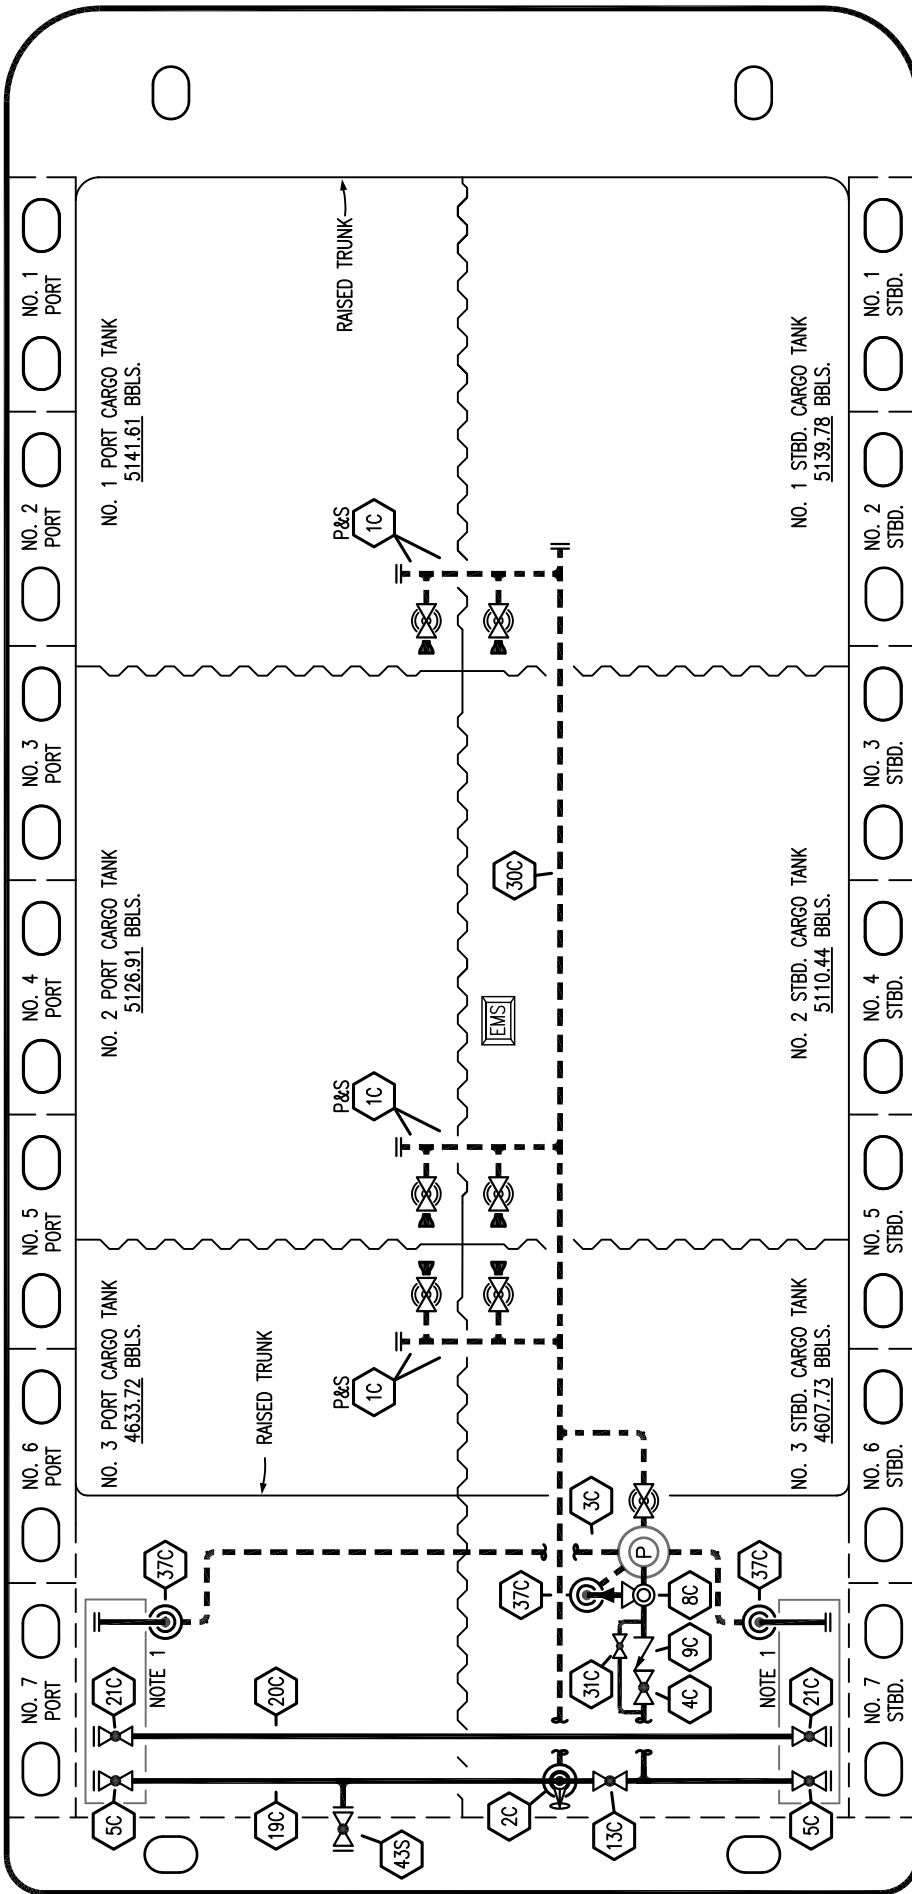 NO. 1
PORT
NO. 2
PORT
NO. 3
PORT
NO. 4
PORT
NO. 5
PORT
NO. 6
PORT
NO. 7
PORT
NO. 1 PORT CARGO TANK
5141.61 BBLS.
NO. 2 PORT CARGO TANK
5126.91 BBLS.
NO. 3 PORT CARGO TANK
4633.72 BBLS.
RAISED TRUNK
RAISED TRUNK
P&S
1C
P&S
1C
P&S
1C
30C
EMS
NO. 1 STBD. CARGO TANK
5139.78 BBLS.
NO. 2 STBD. CARGO TANK
5110.44 BBLS.
NO. 3 STBD. CARGO TANK
4607.73 BBLS.
37C
NOTE 1
21C
5C
20C
19C
43S
3C
P
37C
8C
9C
31C
4C
2C
13C
37C
NOTE 1
21C
5C
NO. 1
STBD.
NO. 2
STBD.
NO. 3
STBD.
NO. 4
STBD.
NO. 5
STBD.
NO. 6
STBD.
NO. 7
STBD.